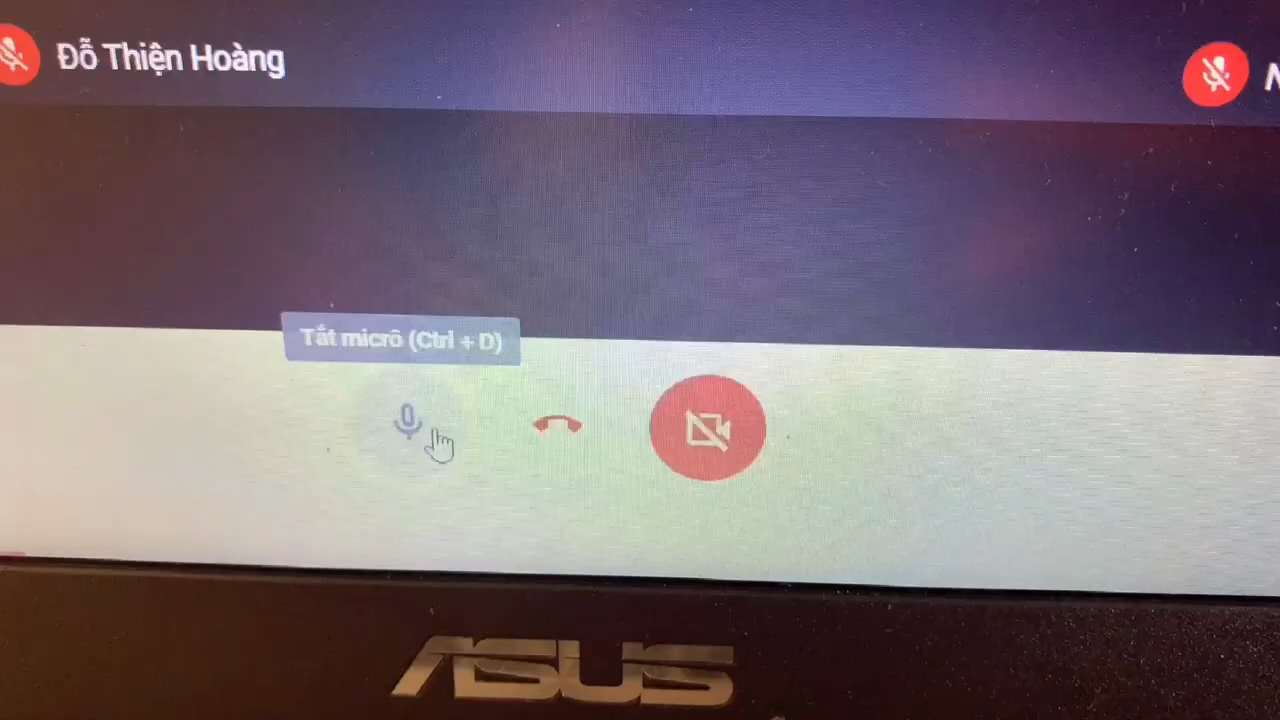 Đỗ Thiện Hoàng
Tắt micrô (Ctrl + D)
ASUS